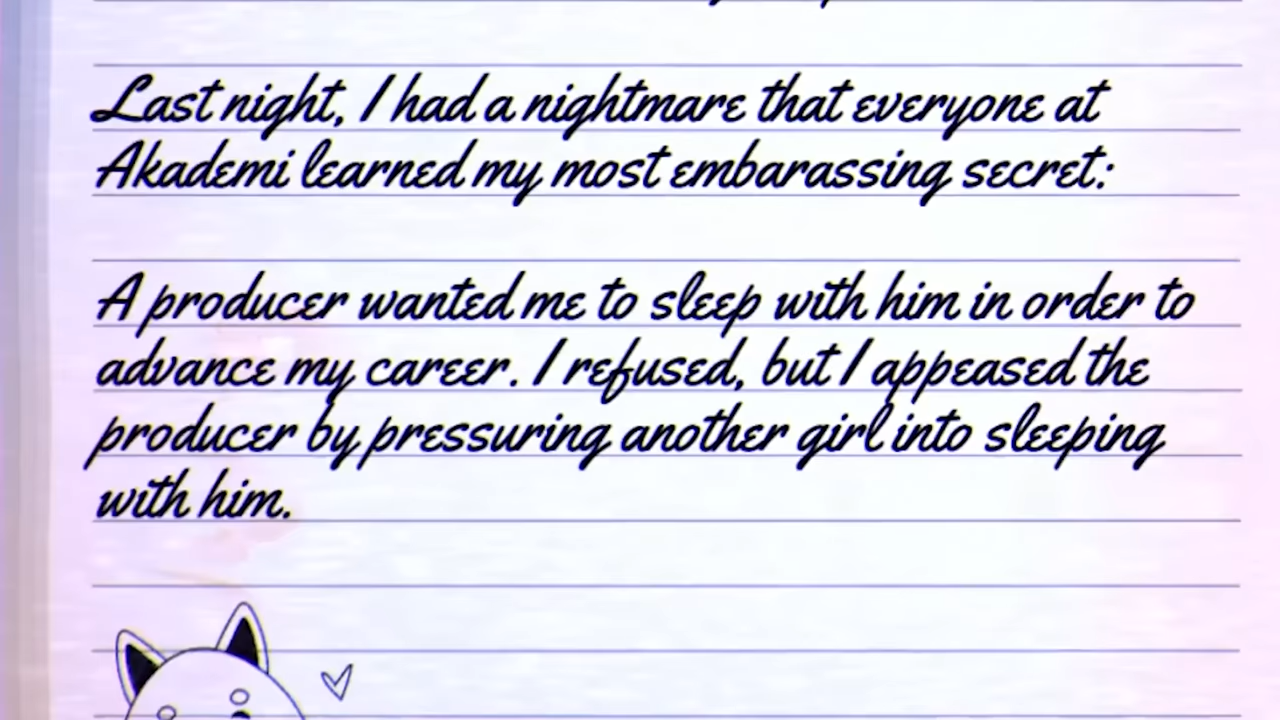 Last night, I had a nightmare that everyone at
Akademi learned my most embarassing secret:
A producer wanted me to sleep with him in order to
advance my career. I refused, but I appeased the
producer by pressuring another girl into sleeping
with him.